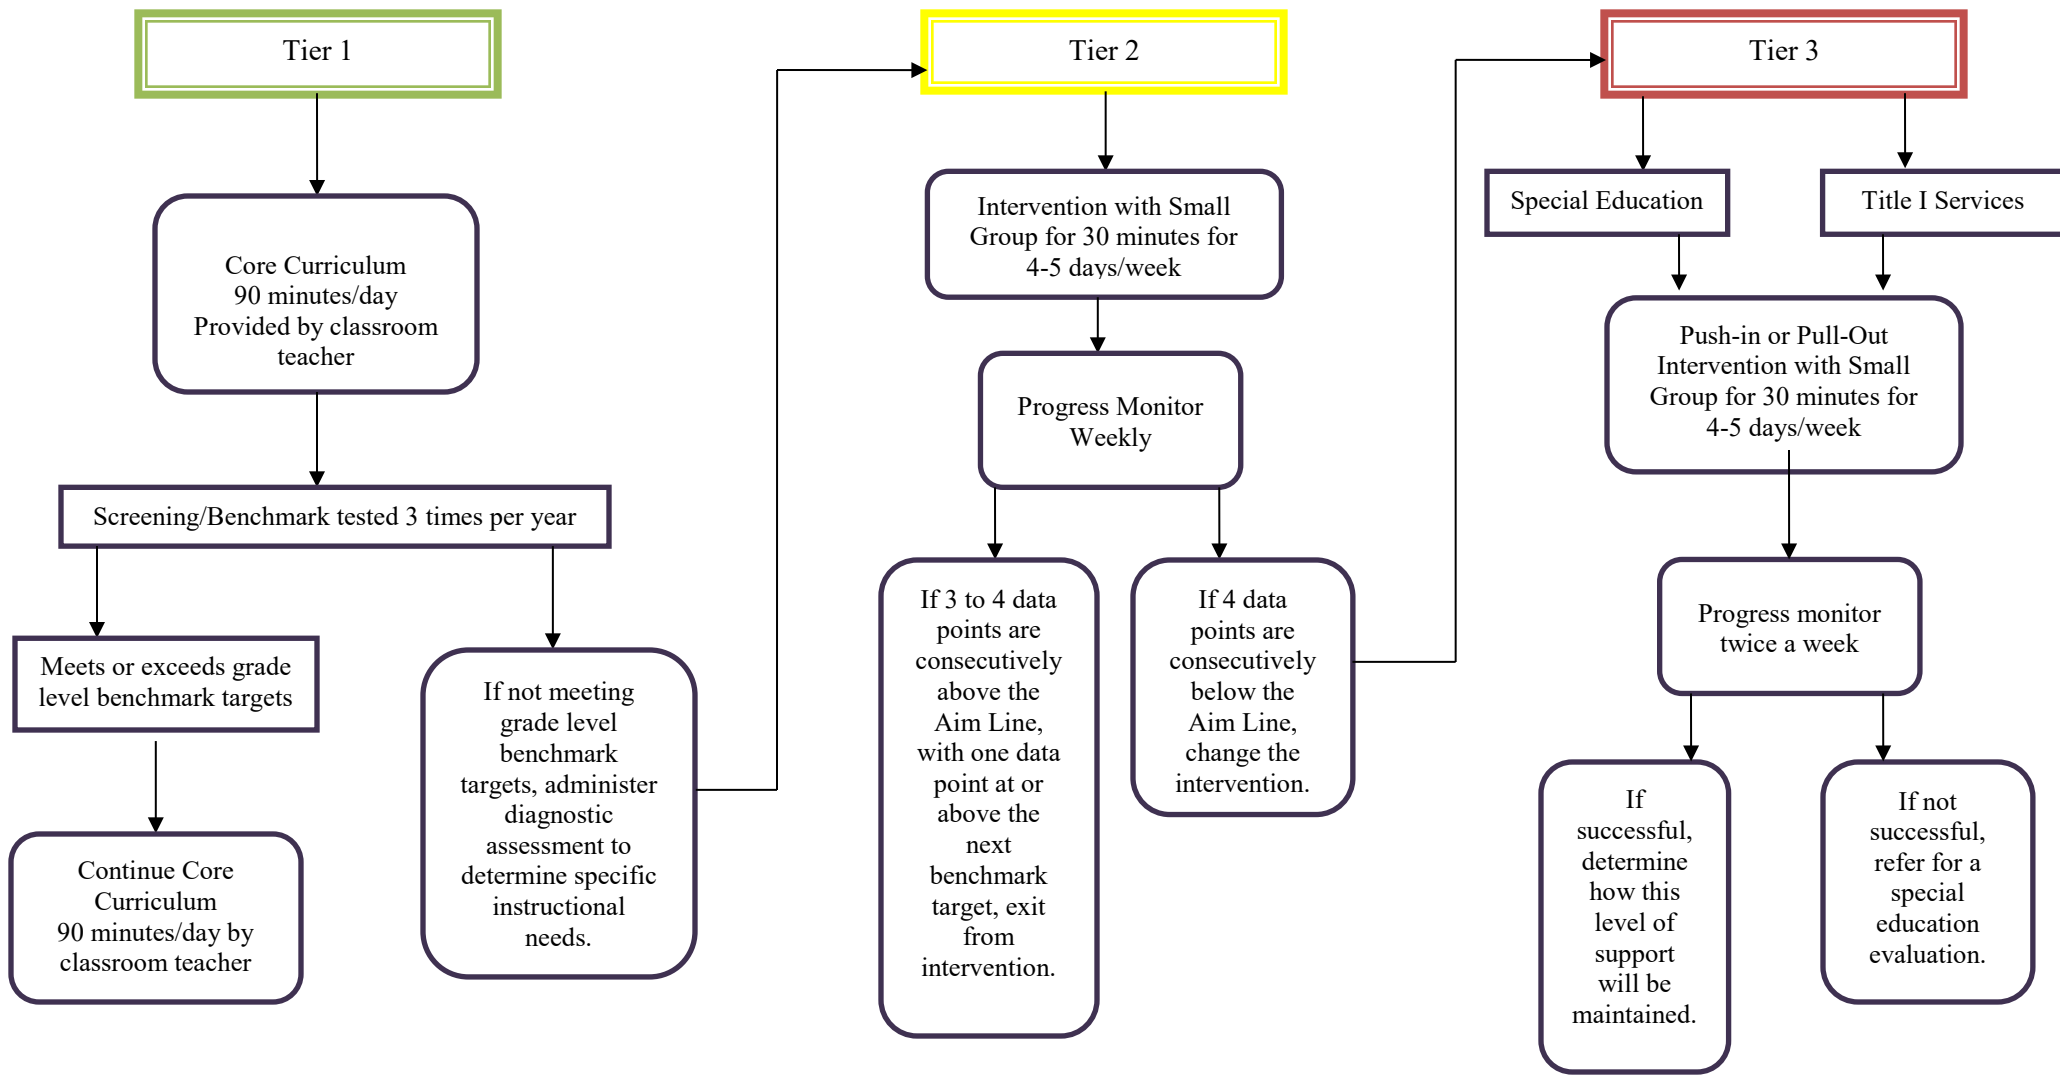 Tier 1
Core Curriculum
90 minutes/day
Provided by classroom
teacher
Screening/Benchmark tested 3 times per year
Meets or exceeds grade
level benchmark targets
Continue Core
Curriculum
90 minutes/day by
classroom teacher
If not meeting
grade level
benchmark
targets, administer
diagnostic
assessment to
determine specific
instructional
needs.
Tier 2
Intervention with Small
Group for 30 minutes for
4-5 days/week
Progress Monitor
Weekly
If 3 to 4 data
points are
consecutively
above the
Aim Line,
with one data
point at or
above the
next
benchmark
target, exit
from
intervention.
If 4 data
points are
consecutively
below the
Aim Line,
change the
intervention.
Tier 3
Special Education
Title I Services
Push-in or Pull-Out
Intervention with Small
Group for 30 minutes for
4-5 days/week
Progress monitor
twice a week
If
successful,
determine
how this
level of
support
will be
maintained.
If not
successful,
refer for a
special
education
evaluation.